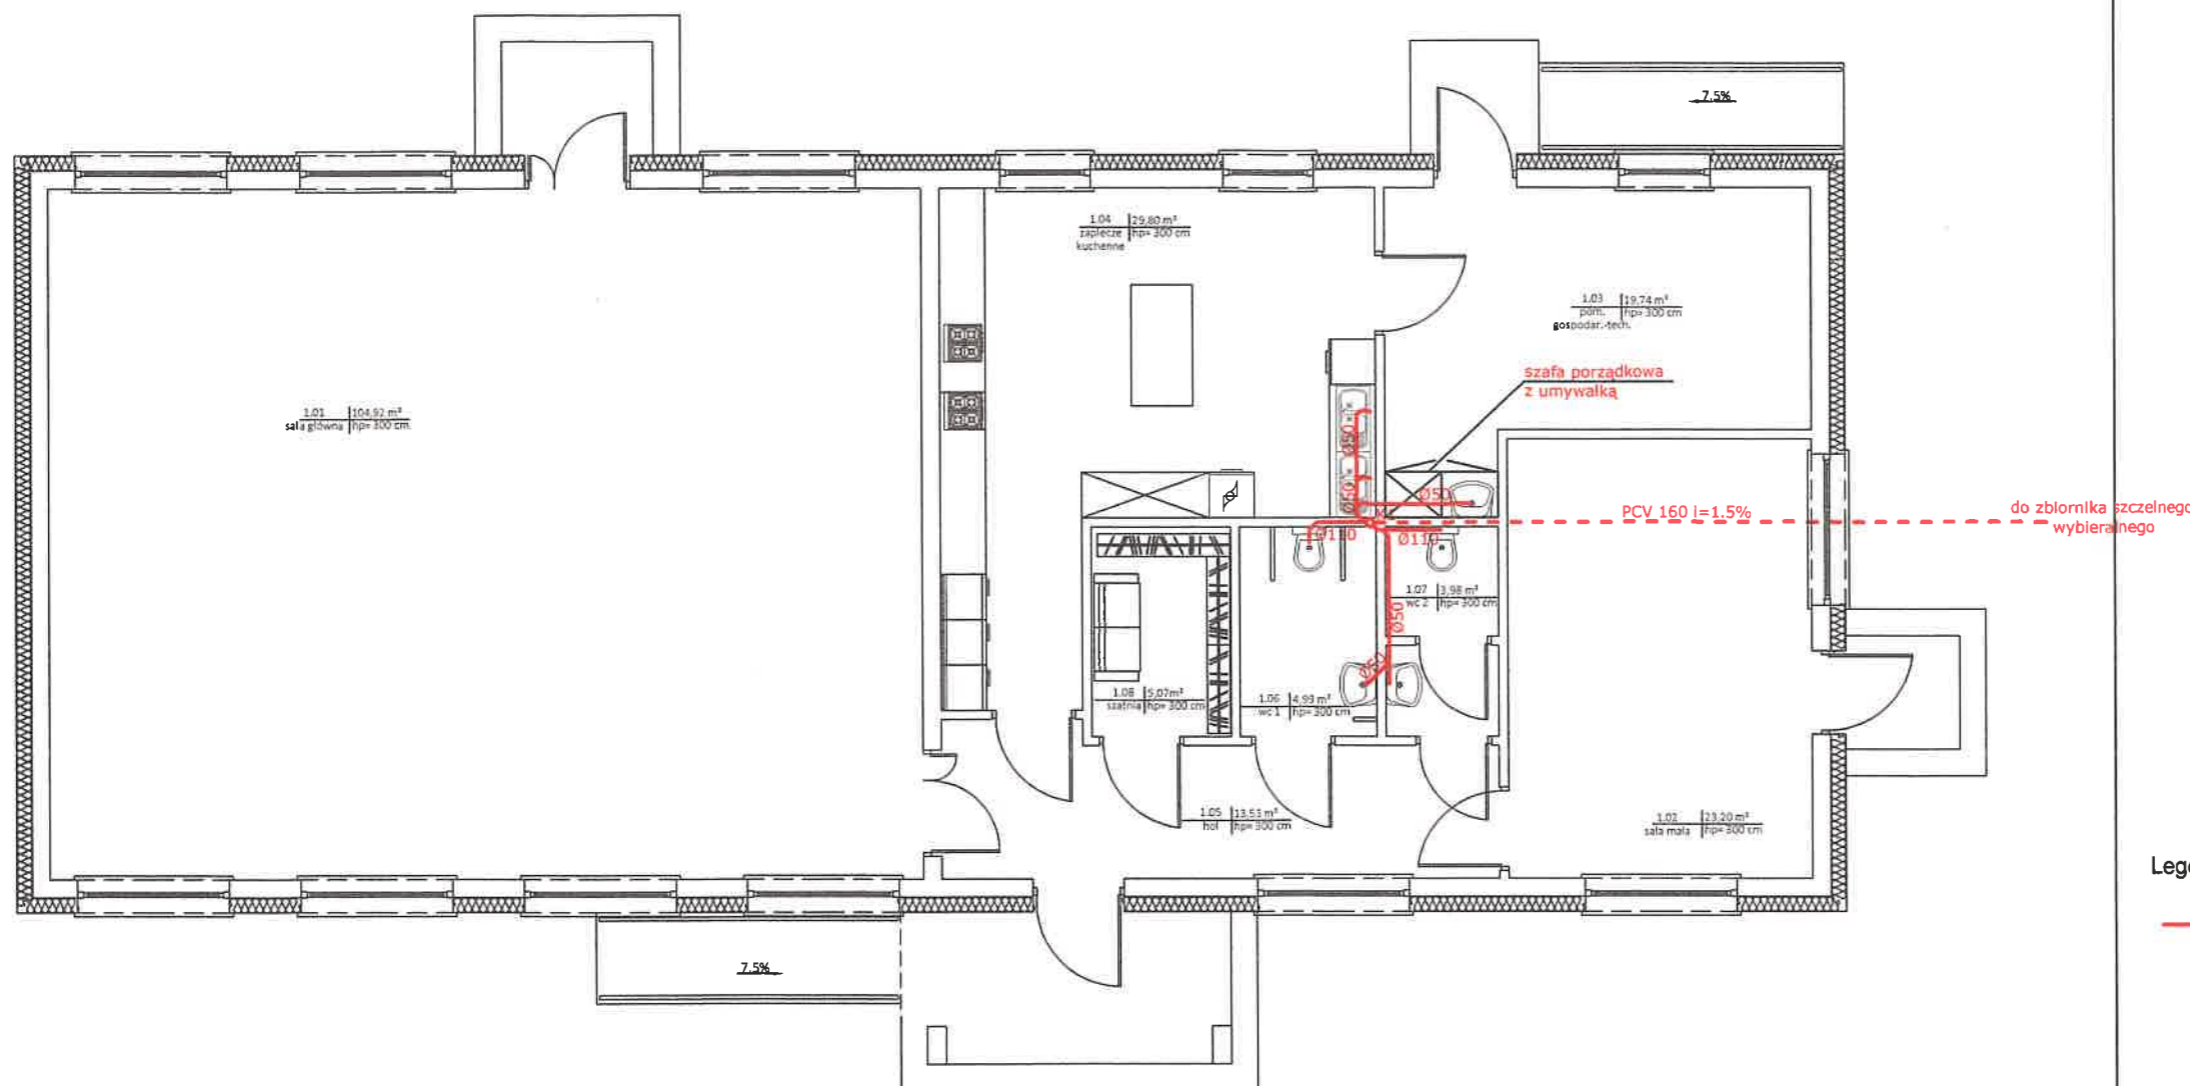 7.5%
1.04 29,80 m²
zaplecze hp= 300 cm
kuchenne
1.03 19,74 m²
pom. hp= 300 cm
gospodar.-tech.
szafa porządkowa
z umywalką
1.01 104,92 m²
sala główna hp= 300 cm
Ø50
Ø50
Ø50
PCV 160 i=1.5%
do zbiornika szczelnego
wybieralnego
K
Ø110
Ø110
1.07 3,98 m²
wc 2 hp= 300 cm
Ø50
Ø50
1.08 5,07m²
szatnia hp= 300 cm
1.06 4,93 m²
wc 1 hp= 300 cm
1.05 13,53 m²
hol hp= 300 cm
1.02 23,20 m²
sala mała hp= 300 cm
Lege
7.5%